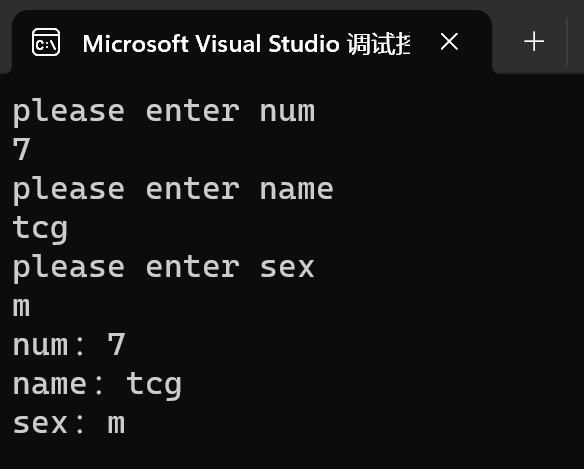 Microsoft Visual Studio 调试
please enter num
7
please enter name
tcg
please enter sex
m
num: 7
name: tcg
sex: m